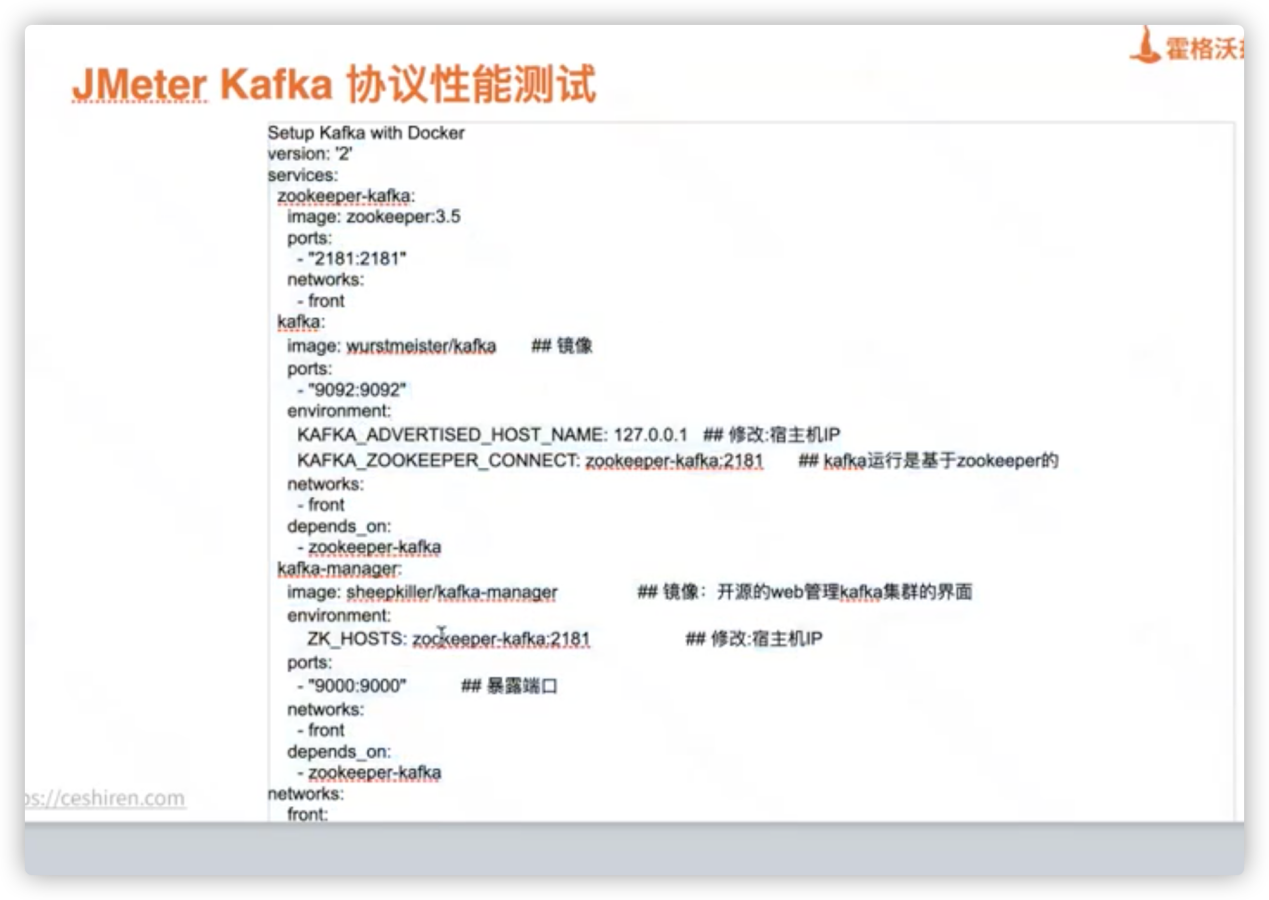 霍格沃
JMeter Kafka 协议性能测试
Setup Kafka with Docker
version: '2'
services:
  zookeeper-kafka:
    image: zookeeper:3.5
    ports:
      - "2181:2181"
    networks:
      - front
  kafka:
    image: wurstmeister/kafka    ## 镜像
    ports:
      - "9092:9092"
    environment:
      KAFKA_ADVERTISED_HOST_NAME: 127.0.0.1  ## 修改:宿主机IP
      KAFKA_ZOOKEEPER_CONNECT: zookeeper-kafka:2181    ## kafka运行是基于zookeeper的
    networks:
      - front
    depends_on:
      - zookeeper-kafka
  kafka-manager:
    image: sheepkiller/kafka-manager    ## 镜像：开源的web管理kafka集群的界面
    environment:
      ZK_HOSTS: zookeeper-kafka:2181    ## 修改:宿主机IP
    ports:
      - "9000:9000"    ## 暴露端口
    networks:
      - front
    depends_on:
      - zookeeper-kafka
networks:
  front:
ps://ceshiren.com